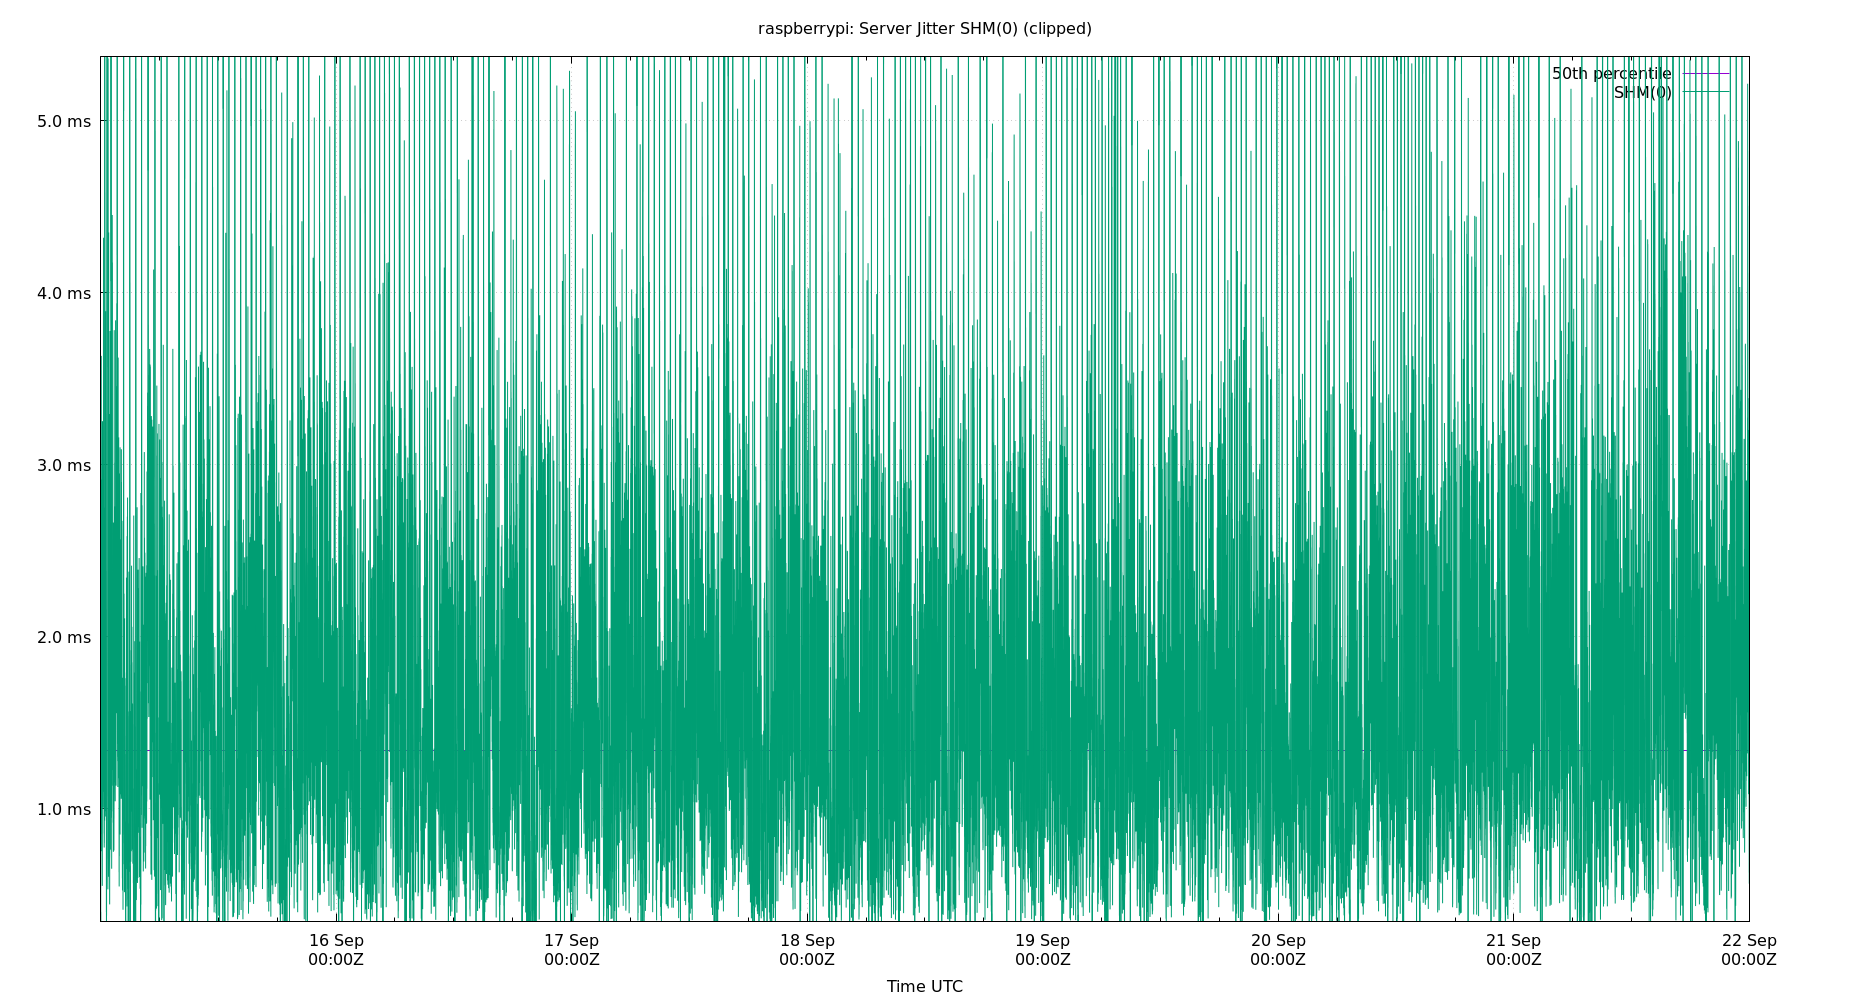 raspberrypi: Server Jitter SHM(0) (clipped)
50th percentile
SHM(0)
5.0 ms
4.0 ms
3.0 ms
2.0 ms
1.0 ms
16 Sep 17 Sep 18 Sep 19 Sep 20 Sep 21 Sep 22 Sep
00:00Z 00:00Z 00:00Z 00:00Z 00:00Z 00:00Z 00:00Z
Time UTC